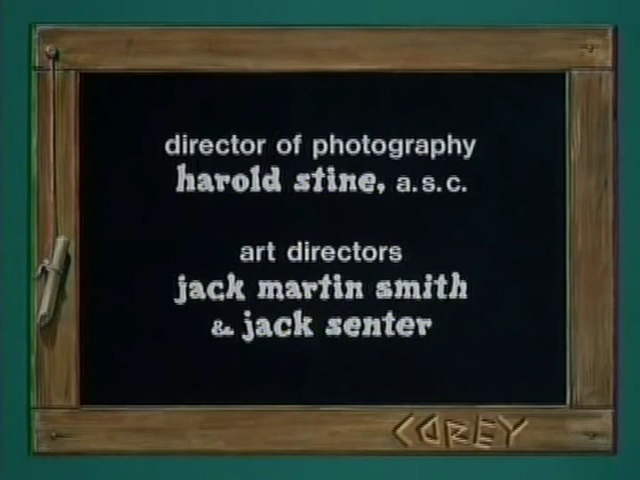 director of photography
harold stine, a.s.c.
art directors
jack martin smith
& jack senter
COREY